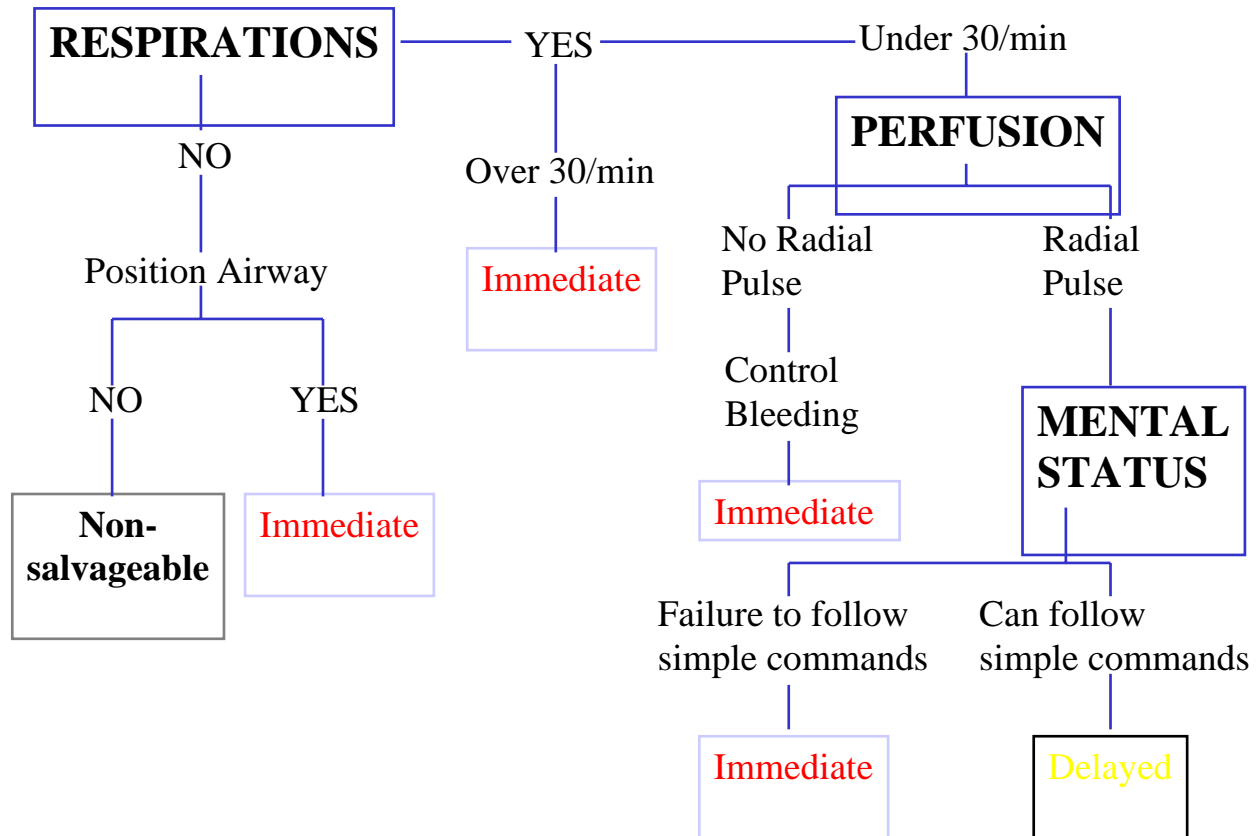 RESPIRATIONS
YES
Under 30/min
PERFUSION
NO
Over 30/min
No Radial
Pulse
Radial
Pulse
Position Airway
Immediate
Control
Bleeding
NO
YES
MENTAL
STATUS
Non-
salvageable
Immediate
Immediate
Failure to follow
simple commands
Can follow
simple commands
Immediate
Delayed